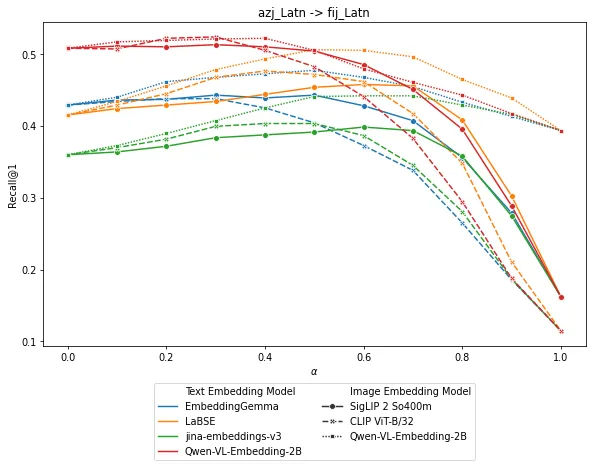 azj_Latn -> fij_Latn
0.5
0.4
0.3
0.2
0.1
Recall@1
0.0 0.2 0.4 0.6 0.8 1.0
α
Text Embedding Model Image Embedding Model
EmbeddingGemma SigLIP 2 So400m
LaBSE CLIP ViT-B/32
jina-embeddings-v3 Qwen-VL-Embedding-2B
Qwen-VL-Embedding-2B